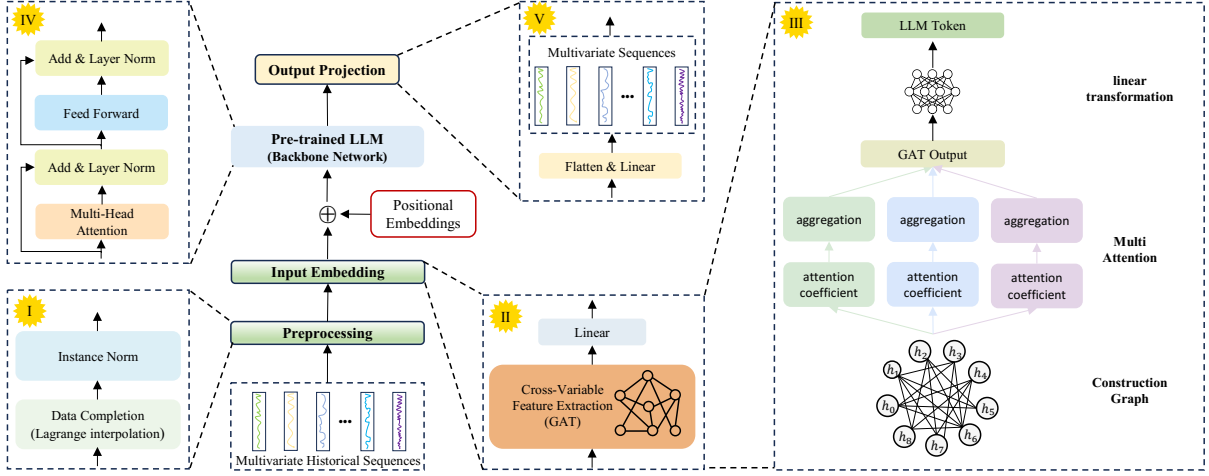 IV
Add & Layer Norm
Feed Forward
Add & Layer Norm
Multi-Head
Attention
I
Instance Norm
Data Completion
(Lagrange interpolation)
Output Projection
Pre-trained LLM
(Backbone Network)
Positional
Embeddings
Input Embedding
Preprocessing
Multivariate Historical Sequences
V
Multivariate Sequences
Flatten & Linear
II
Linear
Cross-Variable
Feature Extraction
(GAT)
III
LLM Token
linear
transformation
GAT Output
aggregation
aggregation
aggregation
Multi
Attention
attention
coefficient
attention
coefficient
attention
coefficient
Construction
Graph
h₀
h₁
h₂
h₃
h₄
h₅
h₆
h₇
h₈